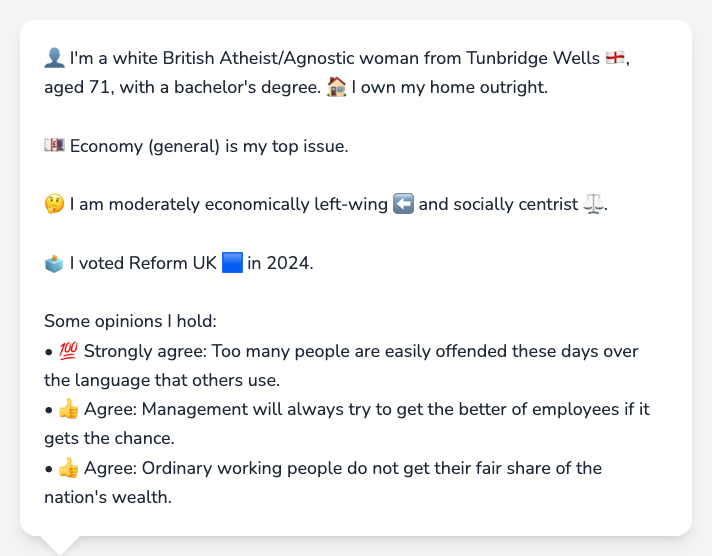 👤 I'm a white British Atheist/Agnostic woman from Tunbridge Wells 🏴󠁧󠁢󠁥󠁮󠁧󠁿,
aged 71, with a bachelor's degree. 🏠 I own my home outright.
💷 Economy (general) is my top issue.
🤔 I am moderately economically left-wing ⬅️ and socially centrist ⚖️.
🗳️ I voted Reform UK 🟦 in 2024.
Some opinions I hold:
• 💯 Strongly agree: Too many people are easily offended these days over
the language that others use.
• 👍 Agree: Management will always try to get the better of employees if it
gets the chance.
• 👍 Agree: Ordinary working people do not get their fair share of the
nation's wealth.